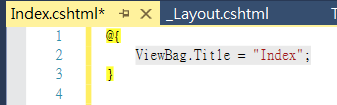 Index.cshtml* _Layout.cshtml T
1 @{
2 ViewBag.Title = "Index";
3 }
4